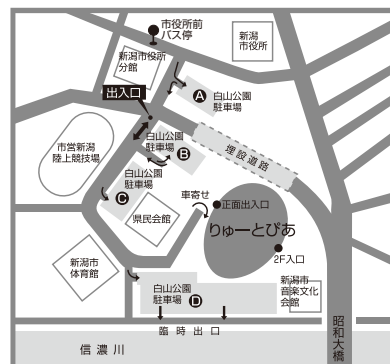 市役所前
バス停
新潟
市役所
新潟市役所
分館
出入口
A
白山公園
駐車場
埋設道路
市営新潟
陸上競技場
白山公園
駐車場
B
白山公園
駐車場
C
車寄せ
正面出入口
県民会館
りゅーとぴあ
2F入口
新潟市
体育館
白山公園
駐車場
D
新潟市
音楽文化
会館
臨時出口
昭和大橋
信濃川